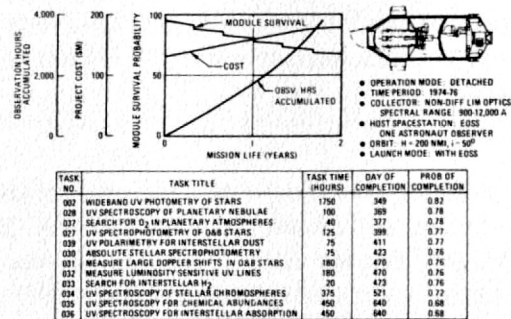 OBSERVATION HOURS ACCUMULATED
4,000
2,000
0
PROJECT COST ($M)
200
100
0
MODULE SURVIVAL PROBABILITY
100
50
0
MODULE SURVIVAL
COST
OBSV. HRS
ACCUMULATED
0
1
2
MISSION LIFE (YEARS)
• OPERATION MODE: DETACHED
• TIME PERIOD: 1974-76
• COLLECTOR: NON-DIFF LIM OPTICS
SPECTRAL RANGE: 900-12,000 A
• HOST SPACESTATION: EOSS
ONE ASTRONAUT OBSERVER
• ORBIT: H - 200 NMI, i - 50⁰
• LAUNCH MODE: WITH EOSS
TASK NO. TASK TITLE TASK TIME (HOURS) DAY OF COMPLETION PROB OF COMPLETION
002 WIDEBAND UV PHOTOMETRY OF STARS 1750 349 0.82
028 UV SPECTROSCOPY OF PLANETARY NEBULAE 100 369 0.78
037 SEARCH FOR O₂ IN PLANETARY ATMOSPHERES 40 377 0.78
027 UV SPECTROPHOTOMETRY OF O&B STARS 125 399 0.77
039 UV POLARIMETRY FOR INTERSTELLAR DUST 75 411 0.77
030 ABSOLUTE STELLAR SPECTROPHOTOMETRY 75 423 0.76
031 MEASURE LARGE DOPPLER SHIFTS IN O&B STARS 180 470 0.76
032 MEASURE LUMINOSITY SENSITIVE UV LINES 180 470 0.76
033 SEARCH FOR INTERSTELLAR H₂ 20 473 0.76
034 UV SPECTROSCOPY OF STELLAR CHROMOSPHERES 375 521 0.72
035 UV SPECTROSCOPY FOR CHEMICAL ABUNDANCES 450 640 0.68
036 UV SPECTROSCOPY FOR INTERSTELLAR ABSORPTION 450 640 0.68